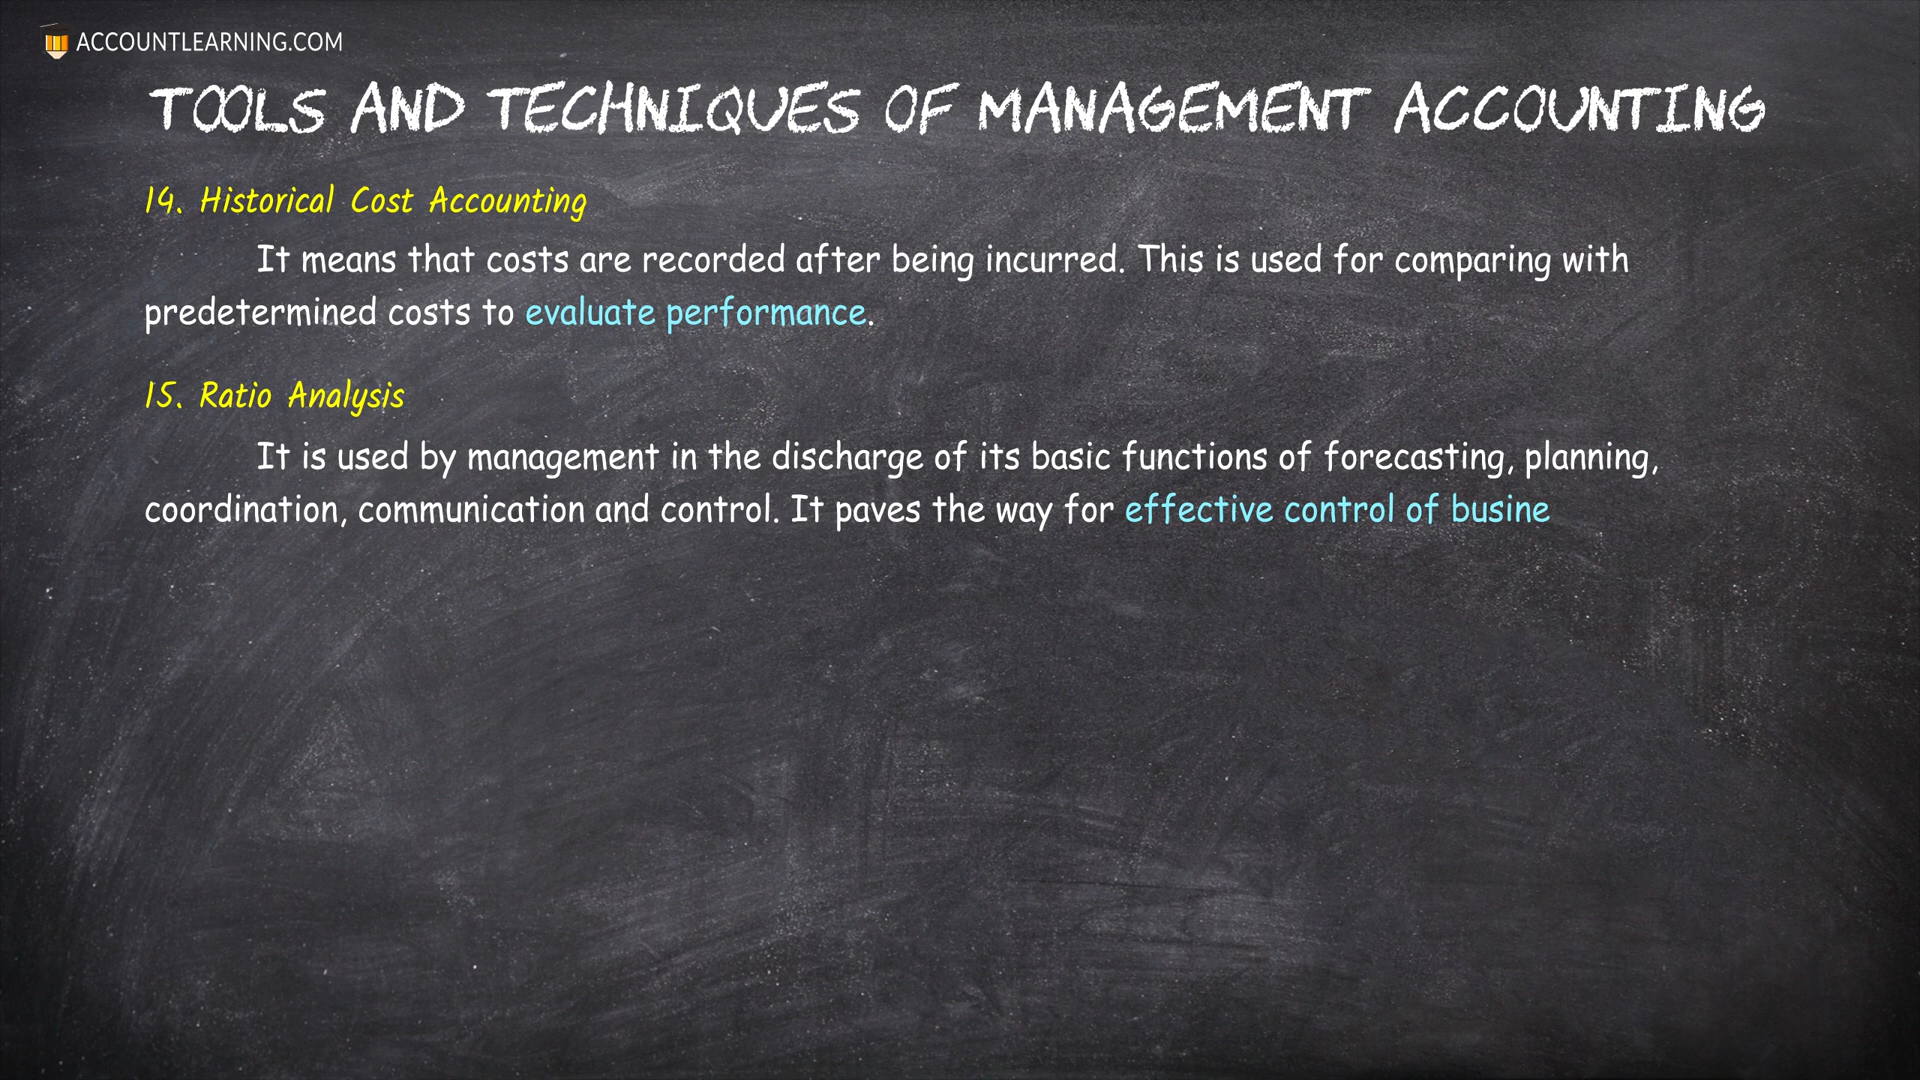 ACCOUNTLEARNING.COM
TOOLS AND TECHNIQUES OF MANAGEMENT ACCOUNTING
14. Historical Cost Accounting
It means that costs are recorded after being incurred. This is used for comparing with
predetermined costs to evaluate performance.
15. Ratio Analysis
It is used by management in the discharge of its basic functions of forecasting, planning,
coordination, communication and control. It paves the way for effective control of busine